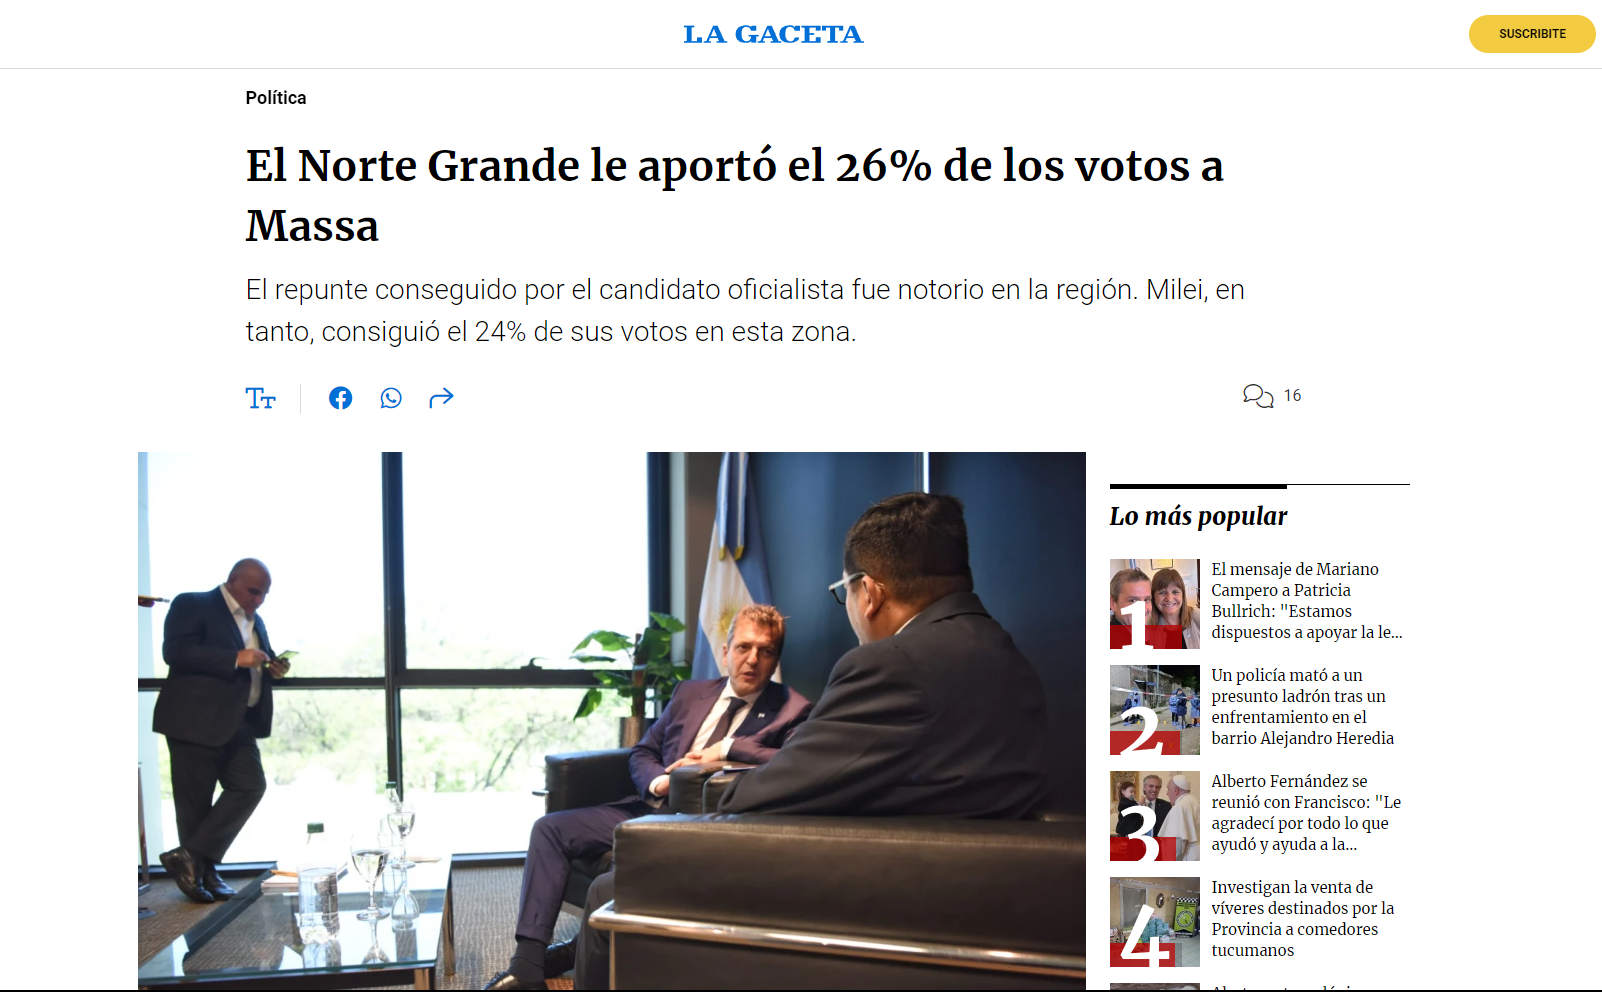 LA GACETA
SUSCRIBITE
Política
El Norte Grande le aportó el 26% de los votos a
Massa
El repunte conseguido por el candidato oficialista fue notorio en la región. Milei, en
tanto, consiguió el 24% de sus votos en esta zona.
16
Lo más popular
1
El mensaje de Mariano
Campero a Patricia
Bullrich: "Estamos
dispuestos a apoyar la le...
2
Un policía mató a un
presunto ladrón tras un
enfrentamiento en el
barrio Alejandro Heredia
3
Alberto Fernández se
reunió con Francisco: "Le
agradecí por todo lo que
ayudó y ayuda a la...
4
Investigan la venta de
víveres destinados por la
Provincia a comedores
tucumanos